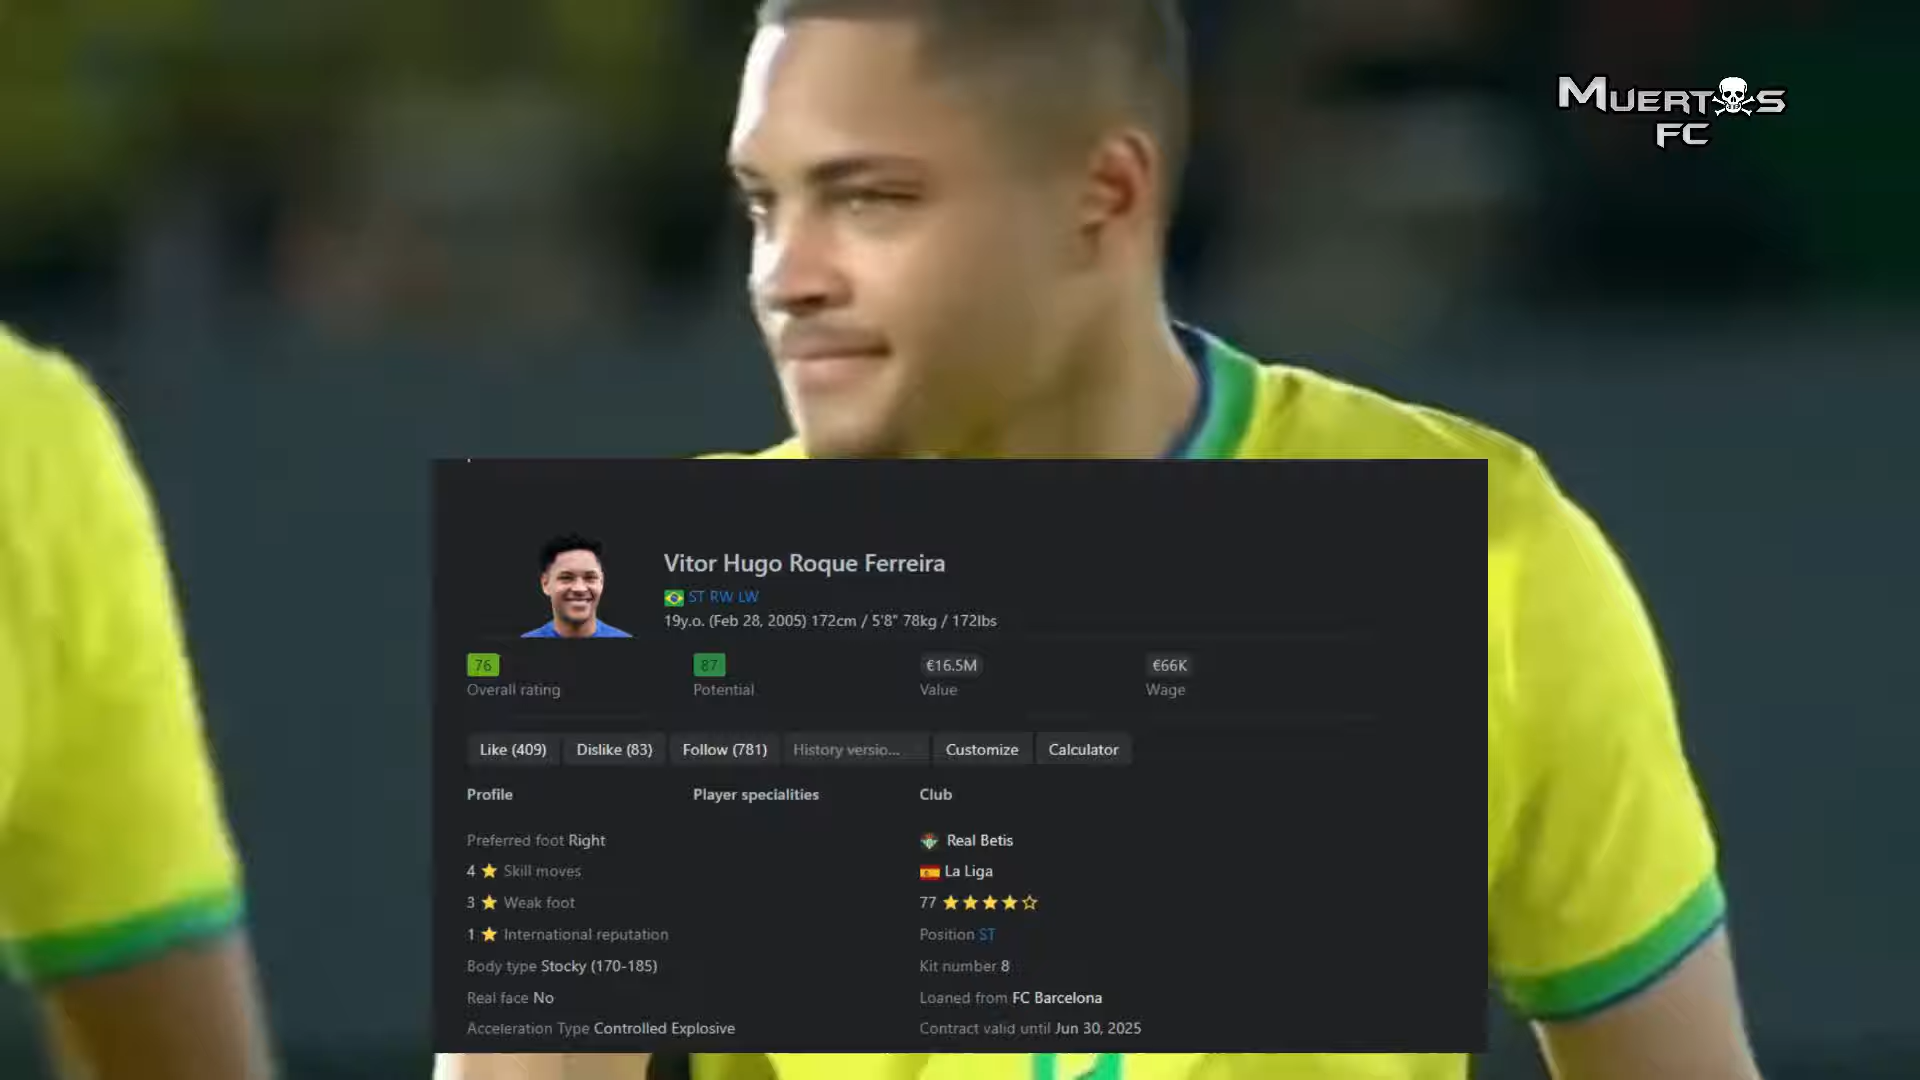 MUERTOS
FC
Vitor Hugo Roque Ferreira
ST RW LW
19y.o. (Feb 28, 2005) 172cm / 5'8" 78kg / 172lbs
76 87 €16.5M €66K
Overall rating Potential Value Wage
Like (409) Dislike (83) Follow (781) History versio... Customize Calculator
Profile Player specialities Club
Preferred foot Right Real Betis
4 Skill moves La Liga
3 Weak foot 77
1 International reputation Position ST
Body type Stocky (170-185) Kit number 8
Real face No Loaned from FC Barcelona
Acceleration Type Controlled Explosive Contract valid until Jun 30, 2025